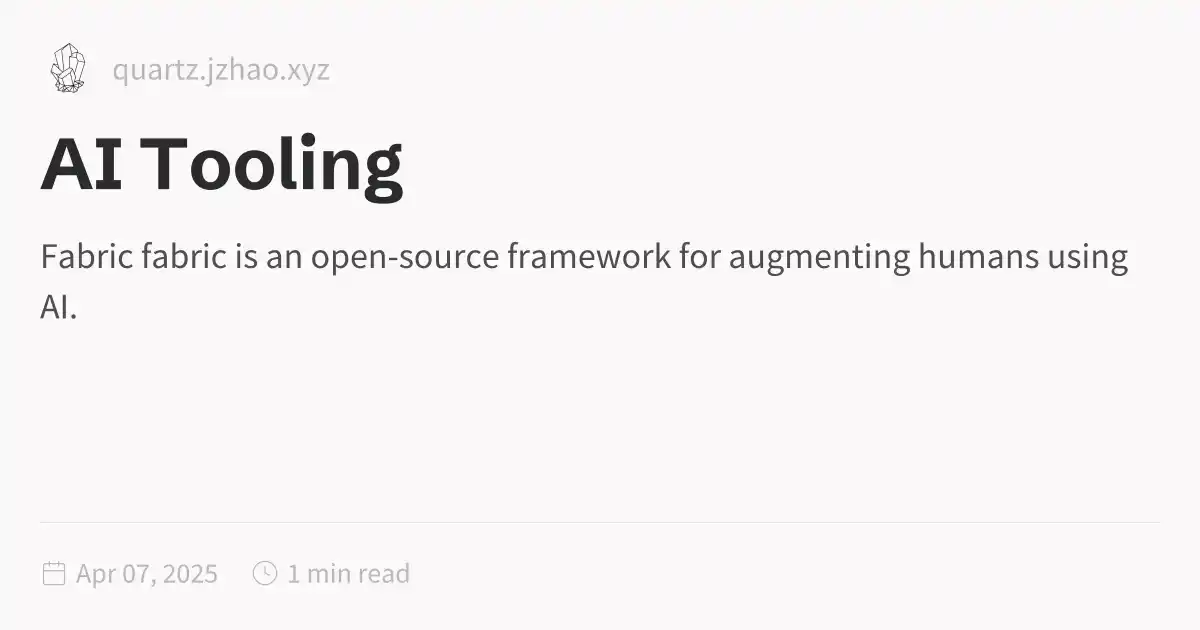 quartz.jzhao.xyz
AI Tooling
Fabric fabric is an open-source framework for augmenting humans using
AI.
Apr 07, 2025 1 min read